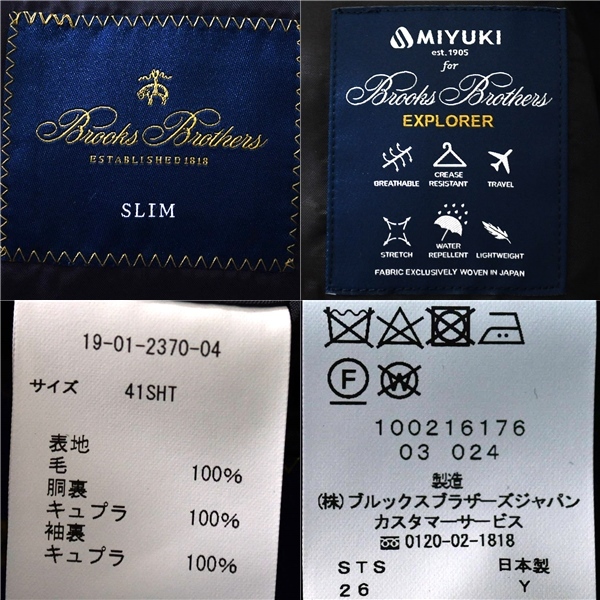 Brooks Brothers
ESTABLISHED 1818
SLIM
MIYUKI
est.1905
for
Brooks Brothers
EXPLORER
BREATHABLE
CREASE RESISTANT
TRAVEL
STRETCH
WATER REPELLENT
LIGHTWEIGHT
FABRIC EXCLUSIVELY WOVEN IN JAPAN
19-01-2370-04
サイズ 41SHT
表地
毛 100%
胴裏
キュプラ 100%
袖裏
キュプラ 100%
F
W
100216176
03 024
製造
(株)ブルックスブラザーズジャパン
カスタマーサービス
0120-02-1818
STS 日本製
26 Y